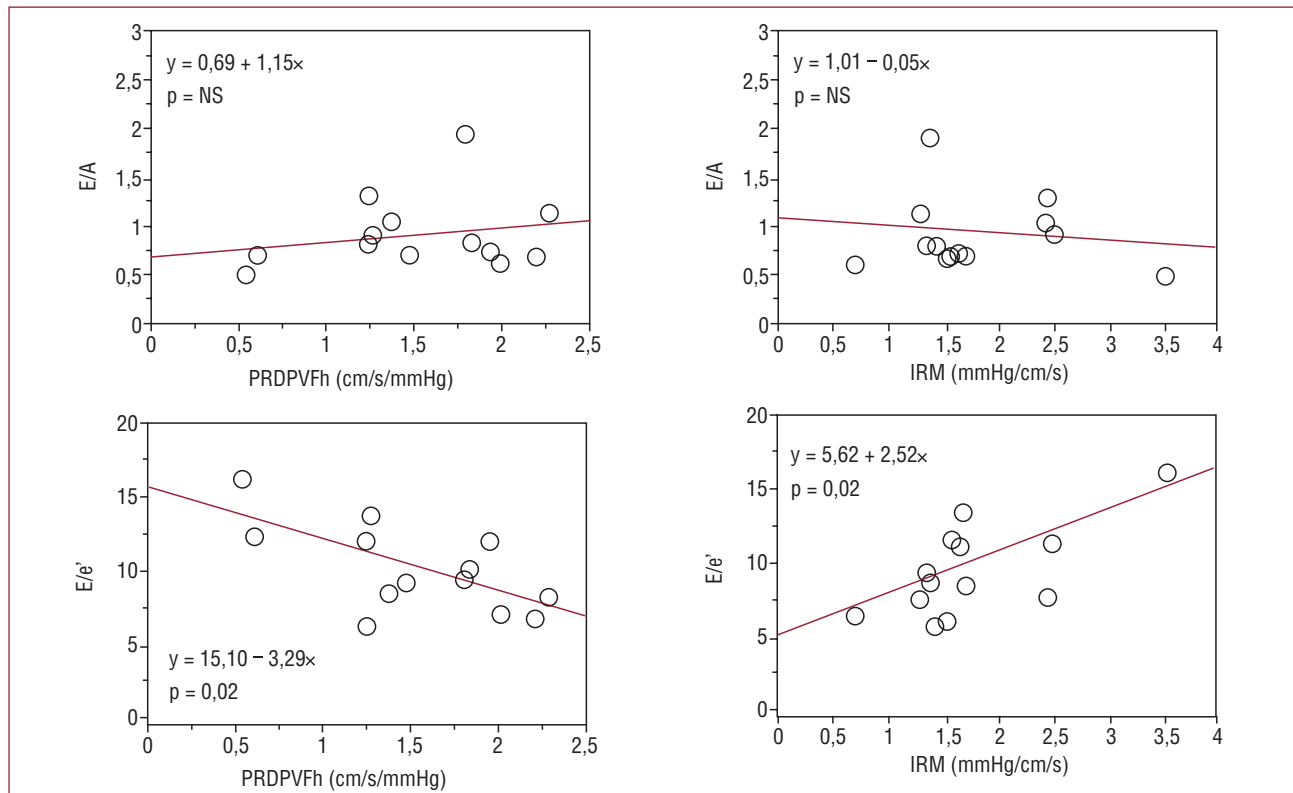 3
2,5
2
1,5
1
0,5
0
E/A
y = 0,69 + 1,15×
p = NS
0 0,5 1 1,5 2 2,5
PRDPVFh (cm/s/mmHg)
3
2,5
2
1,5
1
0,5
0
E/A
y = 1,01 – 0,05×
p = NS
0 0,5 1 1,5 2 2,5 3 3,5 4
IRM (mmHg/cm/s)
20
15
10
5
0
E/e'
y = 15,10 – 3,29×
p = 0,02
0 0,5 1 1,5 2 2,5
PRDPVFh (cm/s/mmHg)
20
15
10
5
0
E/e'
y = 5,62 + 2,52×
p = 0,02
0 0,5 1 1,5 2 2,5 3 3,5 4
IRM (mmHg/cm/s)